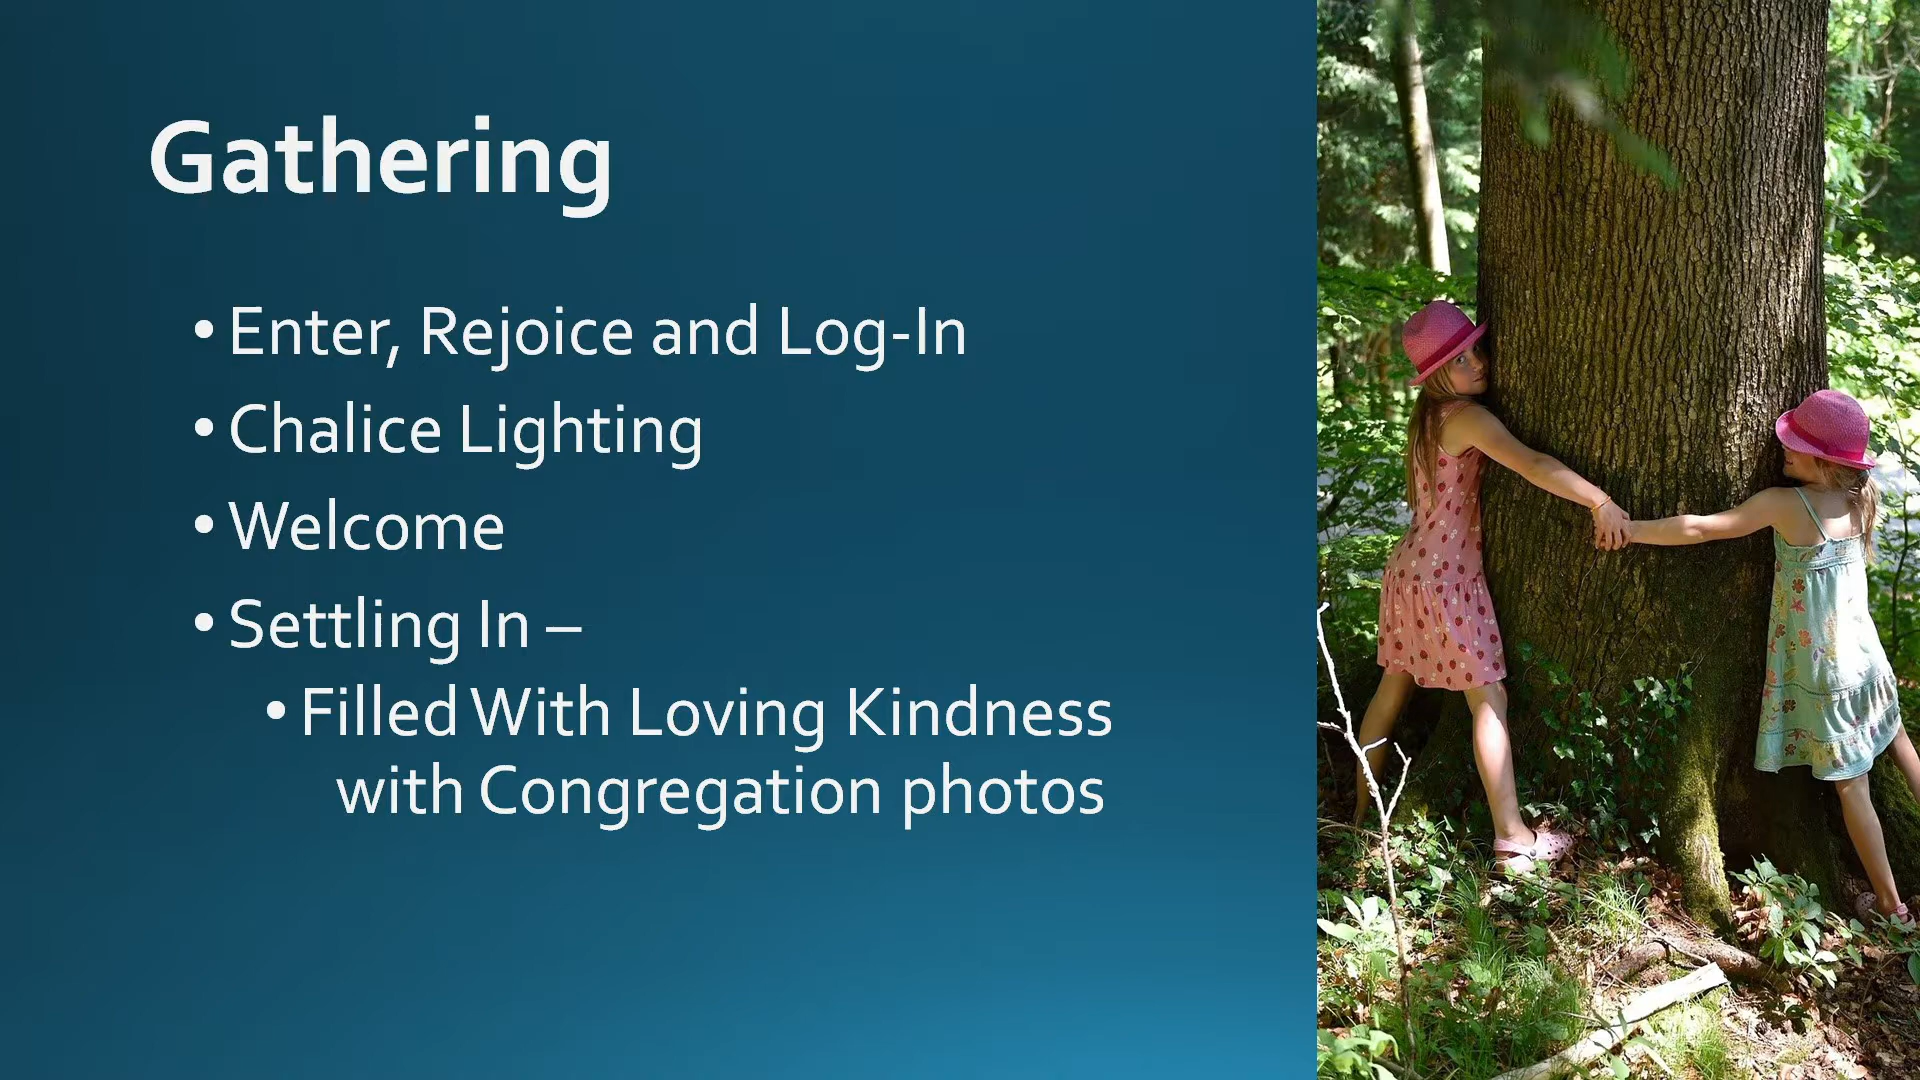 Gathering
• Enter, Rejoice and Log-In
• Chalice Lighting
• Welcome
• Settling In –
• Filled With Loving Kindness
with Congregation photos